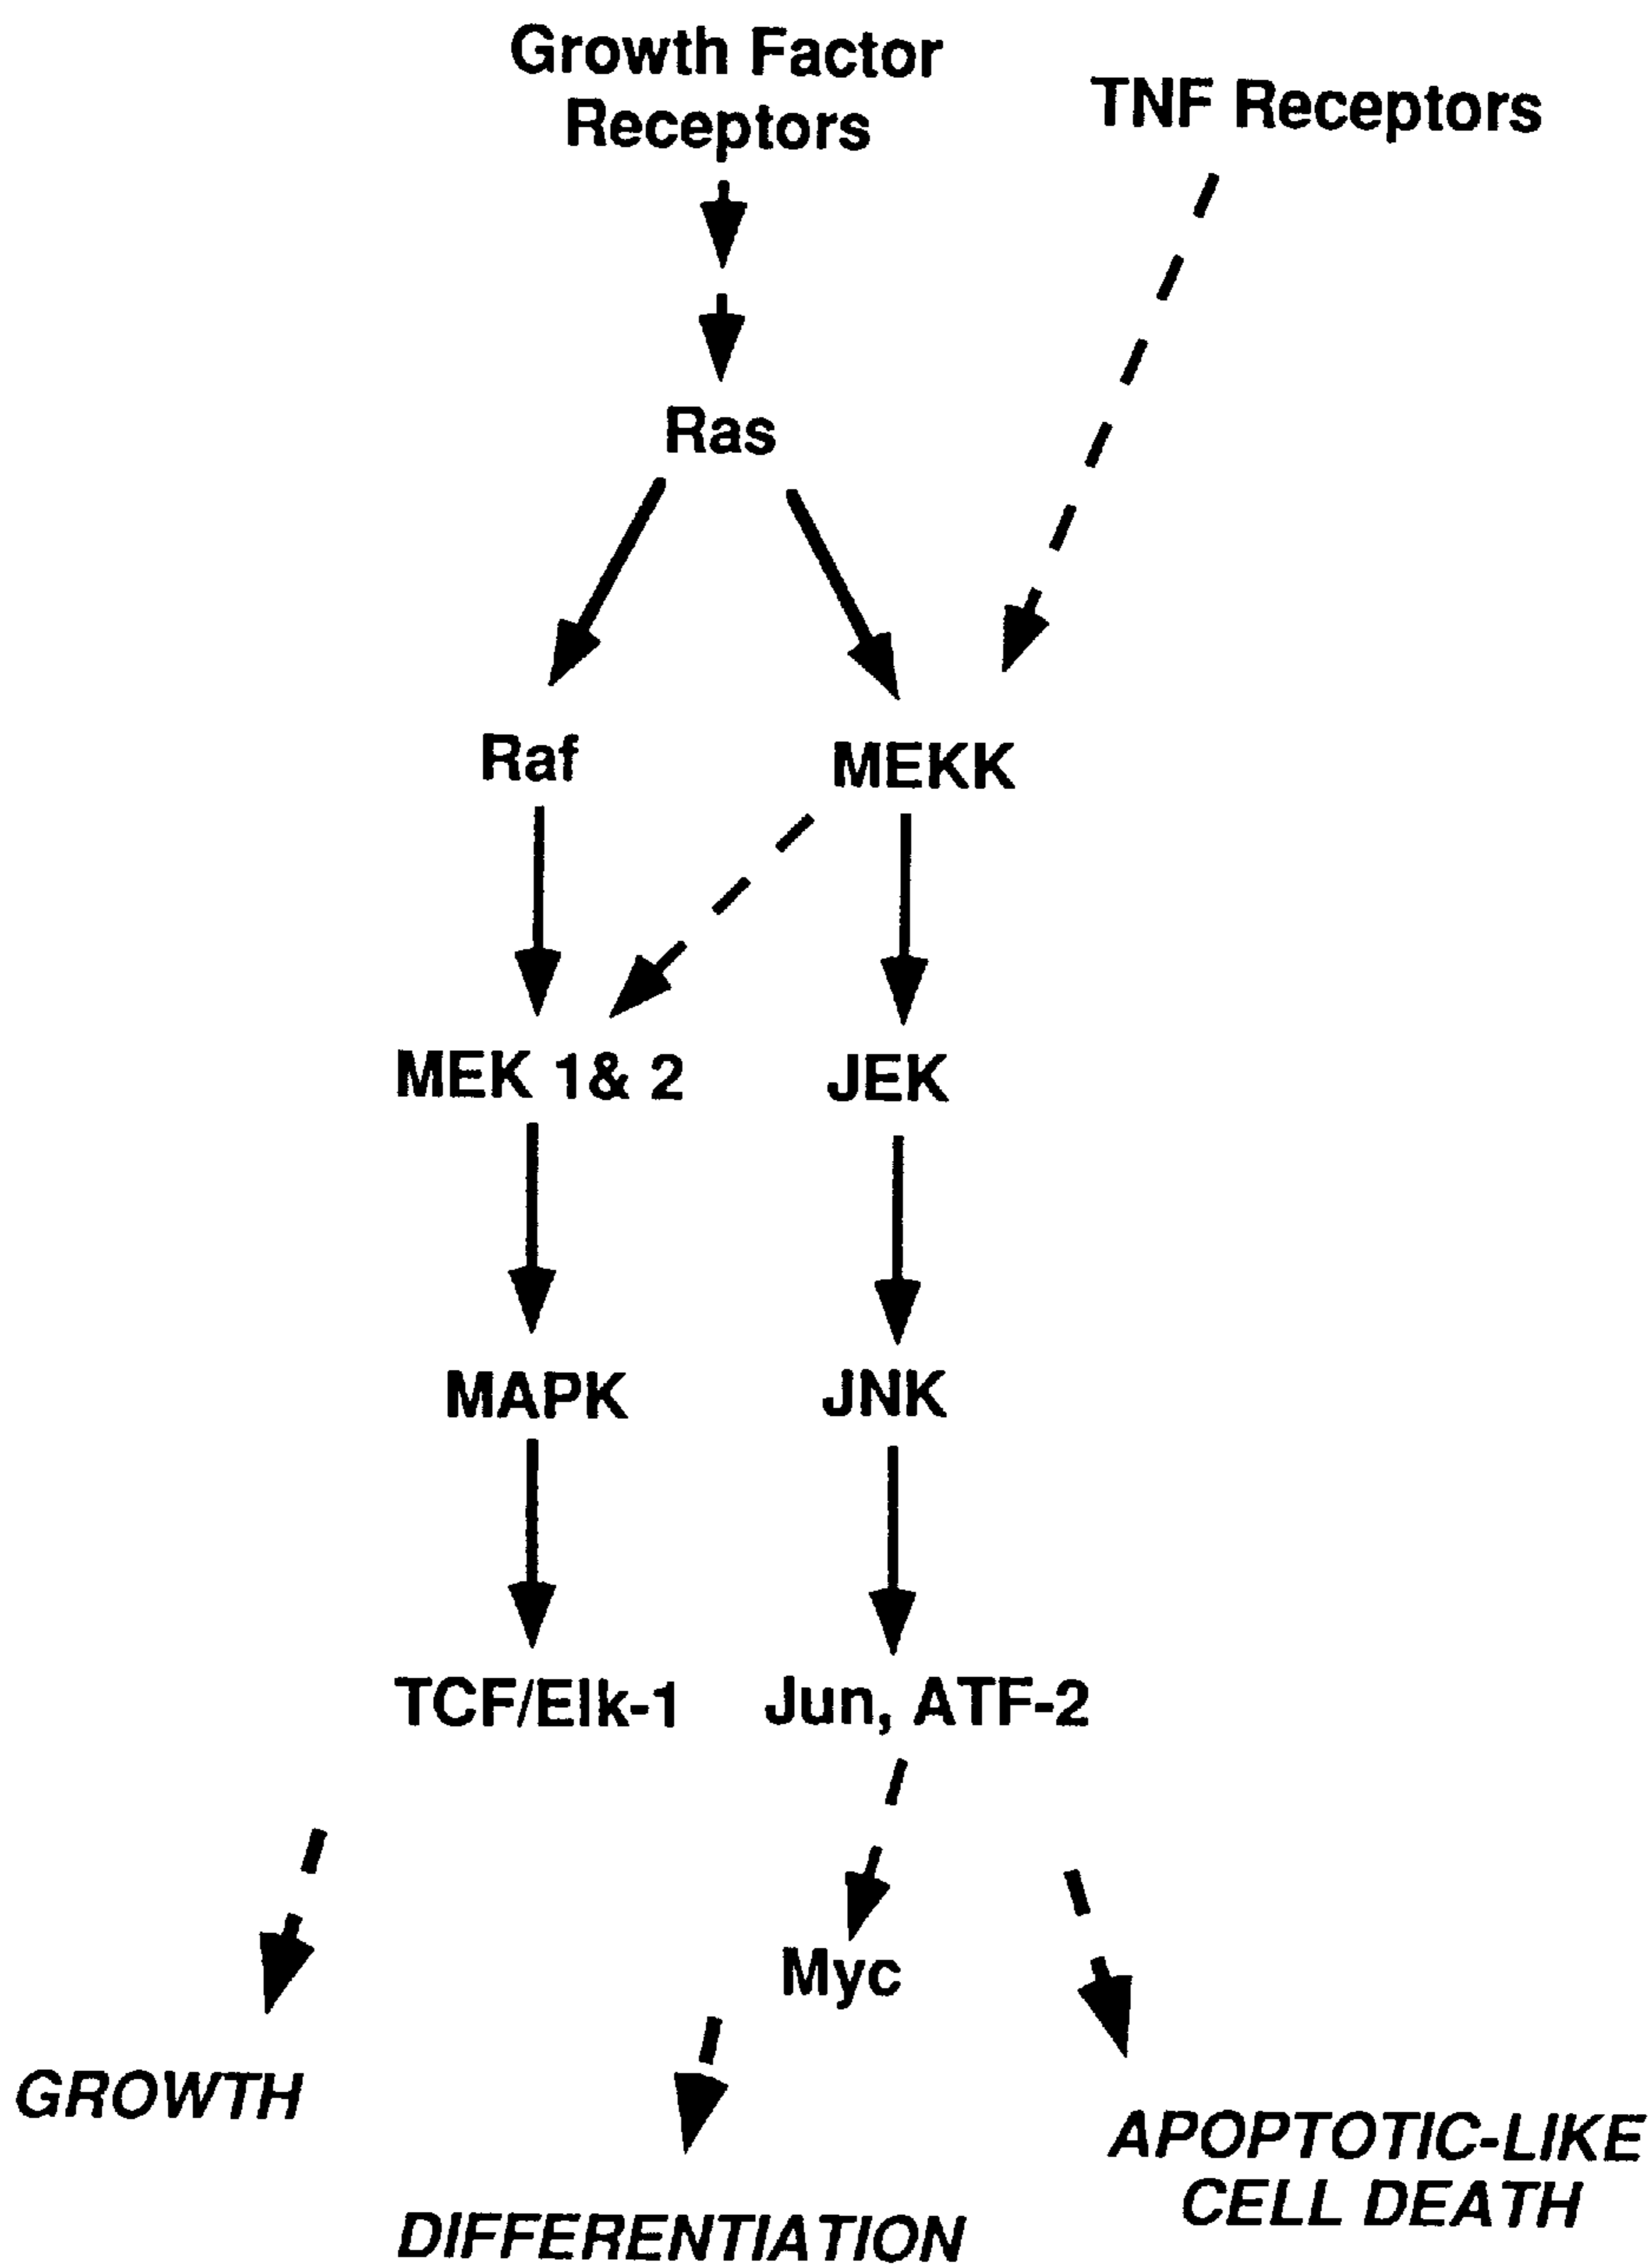 Growth Factor
Receptors
TNF Receptors
Ras
Raf
MEKK
MEK 1& 2
JEK
MAPK
JNK
TCF/Elk-1
Jun, ATF-2
Myc
GROWTH
APOPTOTIC-LIKE
CELL DEATH
DIFFERENTIATION